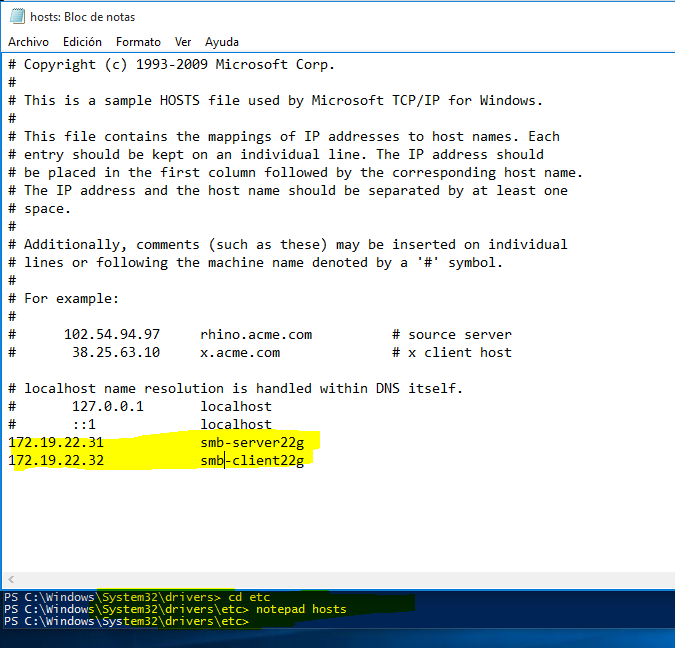 hosts: Bloc de notas
Archivo Edición Formato Ver Ayuda
# Copyright (c) 1993-2009 Microsoft Corp.
#
# This is a sample HOSTS file used by Microsoft TCP/IP for Windows.
#
# This file contains the mappings of IP addresses to host names. Each
# entry should be kept on an individual line. The IP address should
# be placed in the first column followed by the corresponding host name.
# The IP address and the host name should be separated by at least one
# space.
#
# Additionally, comments (such as these) may be inserted on individual
# lines or following the machine name denoted by a '#' symbol.
#
# For example:
#
#      102.54.94.97     rhino.acme.com          # source server
#       38.25.63.10     x.acme.com              # x client host

# localhost name resolution is handled within DNS itself.
#       127.0.0.1       localhost
#       ::1             localhost
172.19.22.31            smb-server22g
172.19.22.32            smb-client22g
PS C:\Windows\System32\drivers> cd etc
PS C:\Windows\System32\drivers\etc> notepad hosts
PS C:\Windows\System32\drivers\etc>